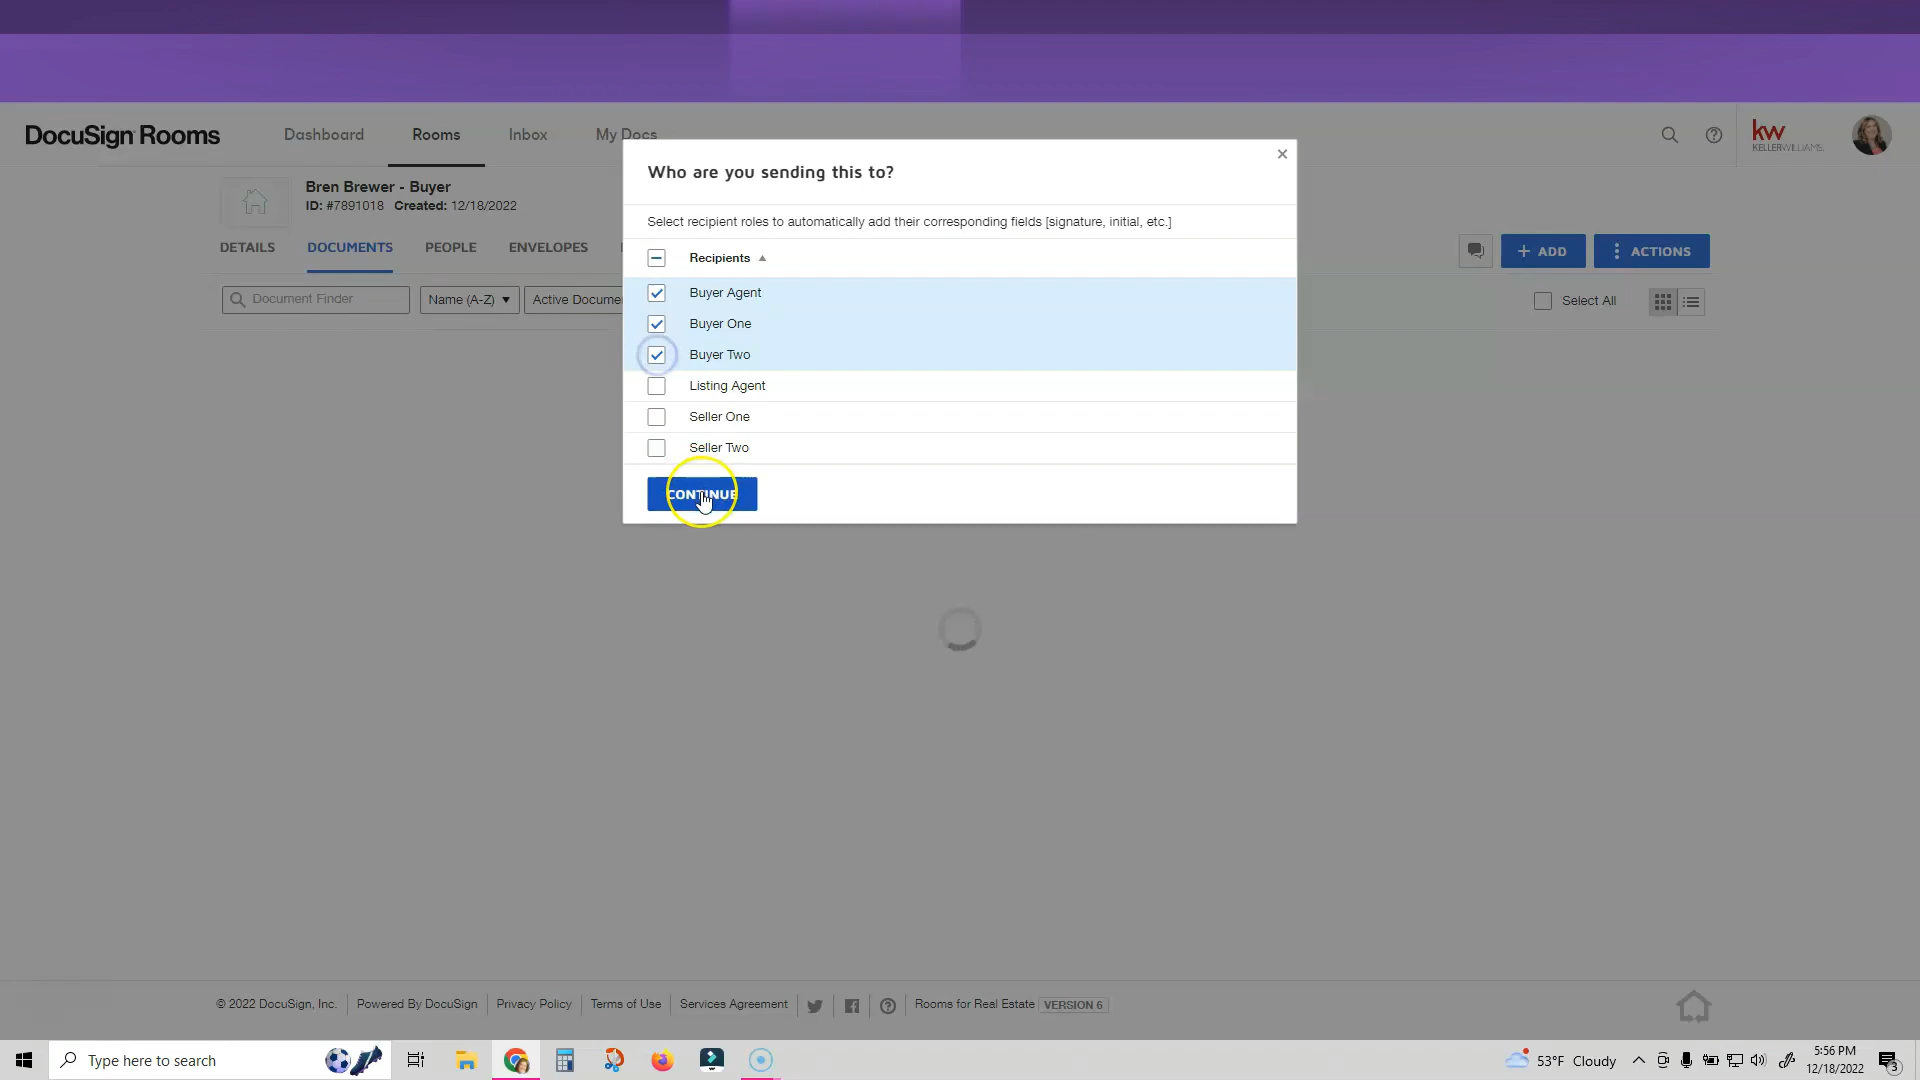 DocuSign Rooms
Dashboard
Rooms
Inbox
My Docs
kw
KELLERWILLIAMS.
Bren Brewer - Buyer
ID: #7891018 Created: 12/18/2022
DETAILS
DOCUMENTS
PEOPLE
ENVELOPES
ADD
ACTIONS
Document Finder
Name (A-Z)
Active Docume
Select All
Who are you sending this to?
Select recipient roles to automatically add their corresponding fields [signature, initial, etc.]
Recipients
Buyer Agent
Buyer One
Buyer Two
Listing Agent
Seller One
Seller Two
CONTINUE
© 2022 DocuSign, Inc.
Powered By DocuSign
Privacy Policy
Terms of Use
Services Agreement
Rooms for Real Estate VERSION 6
Type here to search
53°F Cloudy
5:56 PM
12/18/2022
3